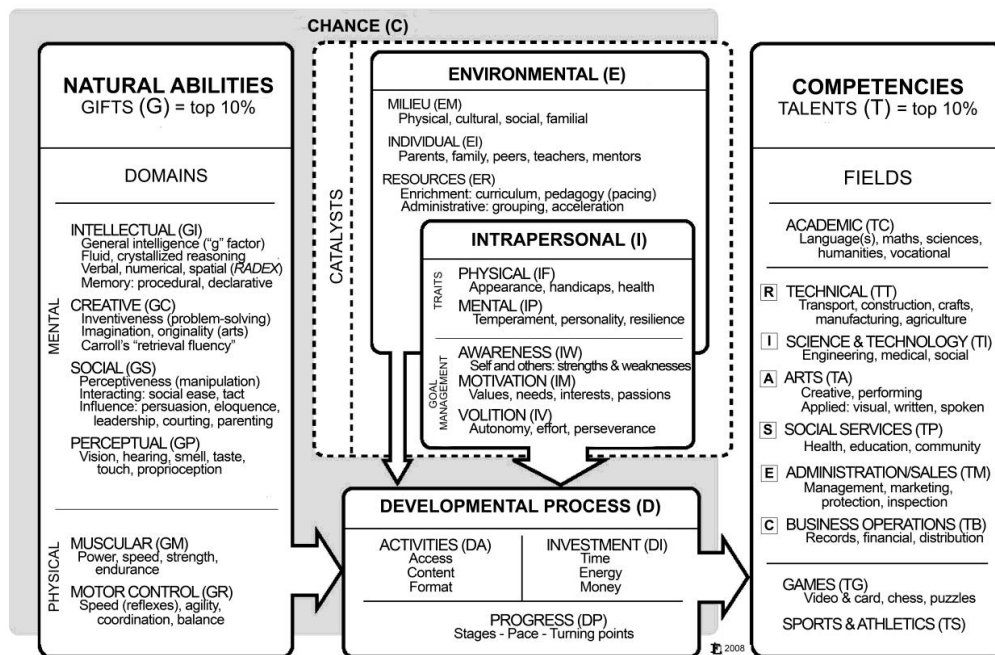 CHANCE (C)
NATURAL ABILITIES
GIFTS (G) = top 10%
DOMAINS
MENTAL
INTELLECTUAL (GI)
General intelligence ("g" factor)
Fluid, crystallized reasoning
Verbal, numerical, spatial (RADEX)
Memory: procedural, declarative
CREATIVE (GC)
Inventiveness (problem-solving)
Imagination, originality (arts)
Carroll's "retrieval fluency"
SOCIAL (GS)
Perceptiveness (manipulation)
Interacting: social ease, tact
Influence: persuasion, eloquence,
leadership, courting, parenting
PERCEPTUAL (GP)
Vision, hearing, smell, taste,
touch, proprioception
PHYSICAL
MUSCULAR (GM)
Power, speed, strength,
endurance
MOTOR CONTROL (GR)
Speed (reflexes), agility,
coordination, balance
CATALYSTS
ENVIRONMENTAL (E)
MILIEU (EM)
Physical, cultural, social, familial
INDIVIDUAL (EI)
Parents, family, peers, teachers, mentors
RESOURCES (ER)
Enrichment: curriculum, pedagogy (pacing)
Administrative: grouping, acceleration
INTRAPERSONAL (I)
TRAITS
PHYSICAL (IF)
Appearance, handicaps, health
MENTAL (IP)
Temperament, personality, resilience
GOAL
MANAGEMENT
AWARENESS (IW)
Self and others: strengths & weaknesses
MOTIVATION (IM)
Values, needs, interests, passions
VOLITION (IV)
Autonomy, effort, perseverance
DEVELOPMENTAL PROCESS (D)
ACTIVITIES (DA)
Access
Content
Format
INVESTMENT (DI)
Time
Energy
Money
PROGRESS (DP)
Stages - Pace - Turning points
2008
COMPETENCIES
TALENTS (T) = top 10%
FIELDS
ACADEMIC (TC)
Language(s), maths, sciences,
humanities, vocational
R TECHNICAL (TT)
Transport, construction, crafts,
manufacturing, agriculture
I SCIENCE & TECHNOLOGY (TI)
Engineering, medical, social
A ARTS (TA)
Creative, performing
Applied: visual, written, spoken
S SOCIAL SERVICES (TP)
Health, education, community
E ADMINISTRATION/SALES (TM)
Management, marketing,
protection, inspection
C BUSINESS OPERATIONS (TB)
Records, financial, distribution
GAMES (TG)
Video & card, chess, puzzles
SPORTS & ATHLETICS (TS)